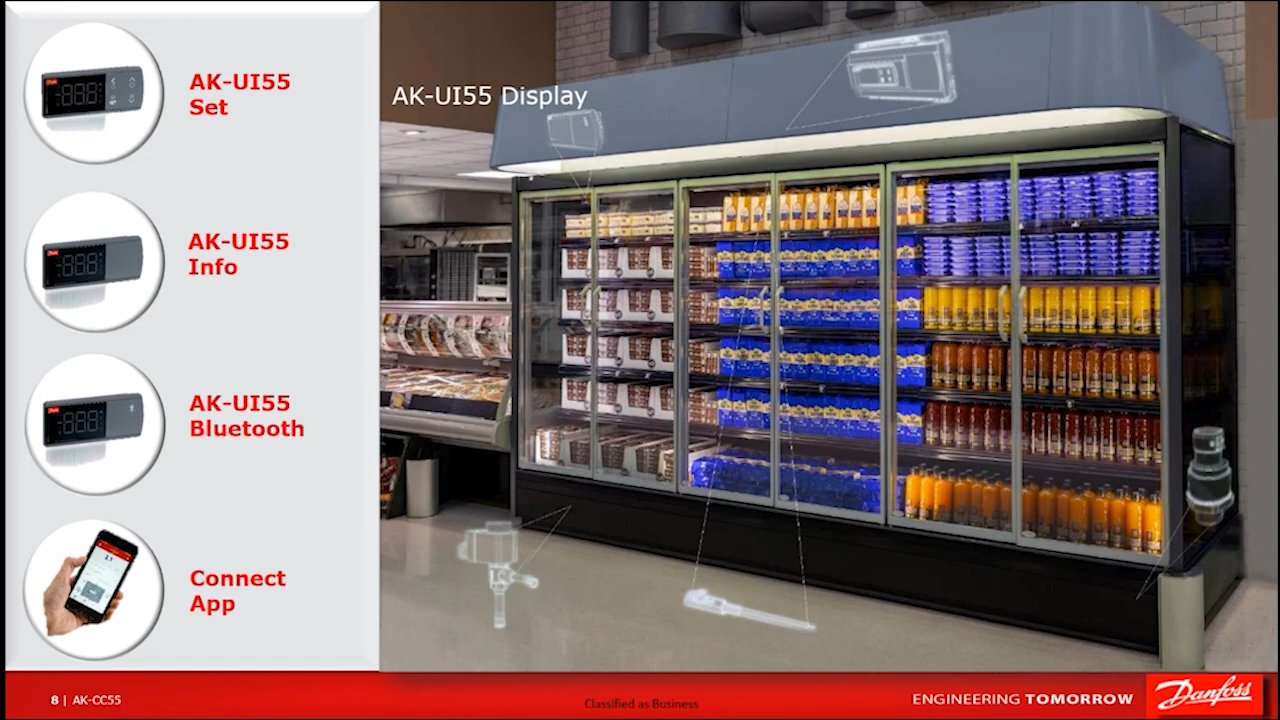 AK-UI55
Set
AK-UI55
Info
AK-UI55
Bluetooth
Connect
App
AK-UI55 Display
8 | AK-CC55
Classified as Business
ENGINEERING TOMORROW
Danfoss